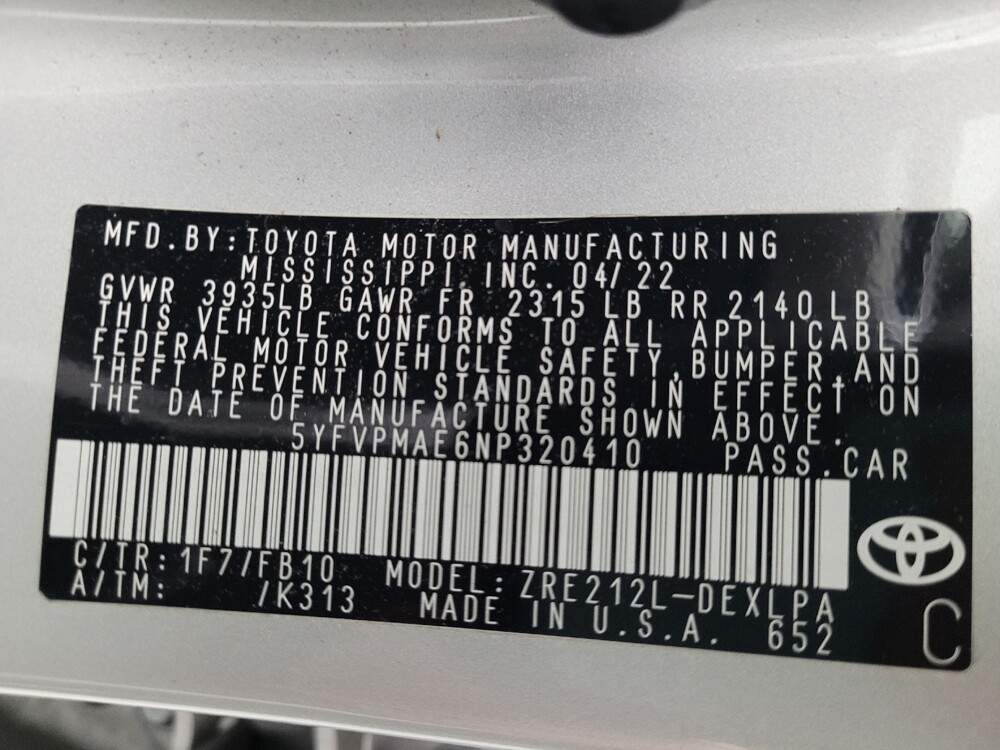 MFD.BY:TOYOTA MOTOR MANUFACTURING
MISSISSIPPI, INC. 04/22
GVWR 3935LB GAWR FR 2315 LB RR 2140 LB
THIS VEHICLE CONFORMS TO ALL APPLICABLE
FEDERAL MOTOR VEHICLE SAFETY, BUMPER, AND
THEFT PREVENTION STANDARDS IN EFFECT ON
THE DATE OF MANUFACTURE SHOWN ABOVE.
5YFVPMAE6NP320410 PASS.CAR
C/TR:1F7/FB10 MODEL:ZRE212L-DEXLPA
A/TM: /K313 MADE IN U.S.A. 652
C